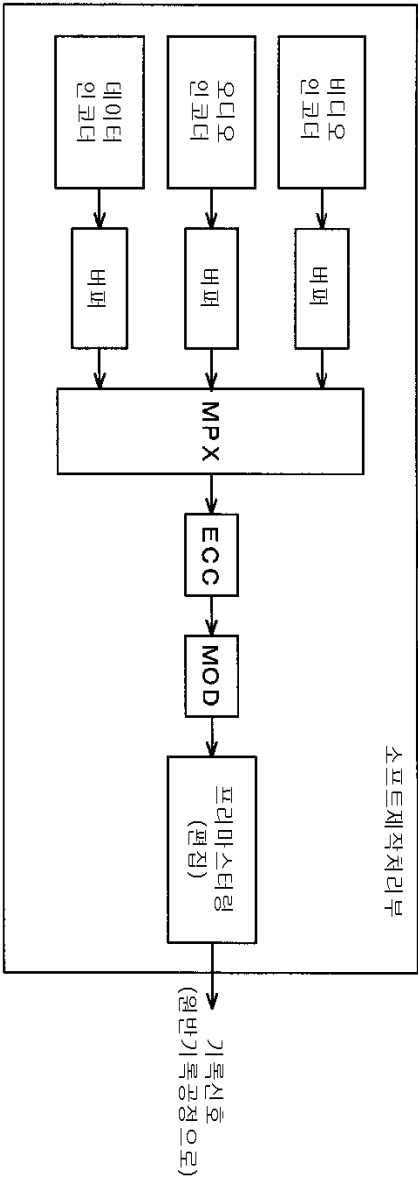 소프트제작처리부
비디오
인코더
버퍼
오디오
인코더
버퍼
데이터
인코더
버퍼
MPX
ECC
MOD
프리마스터링
(편집)
기록신호
(원반기록공정으로)